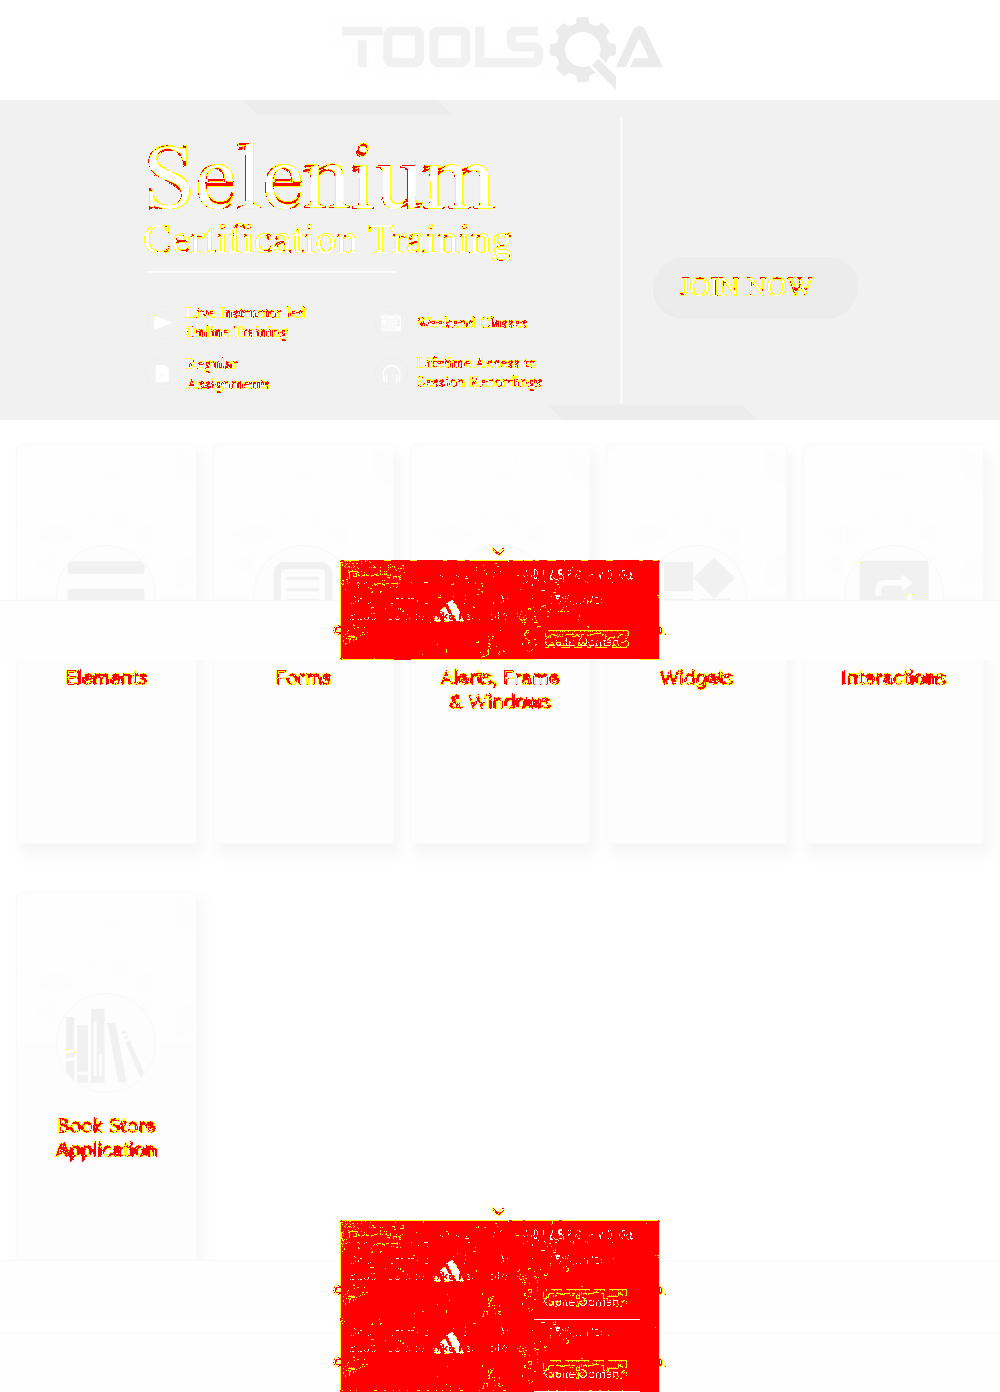 TOOLSQA
Selenium
Certification Training
JOIN NOW
Live Instructor led
Online Training
Weekend Classes
Regular
Assignments
Lifetime Access to
Session Recordings
Elements
Forms
Alerts, Frame
& Windows
Widgets
Interactions
Book Store
Application